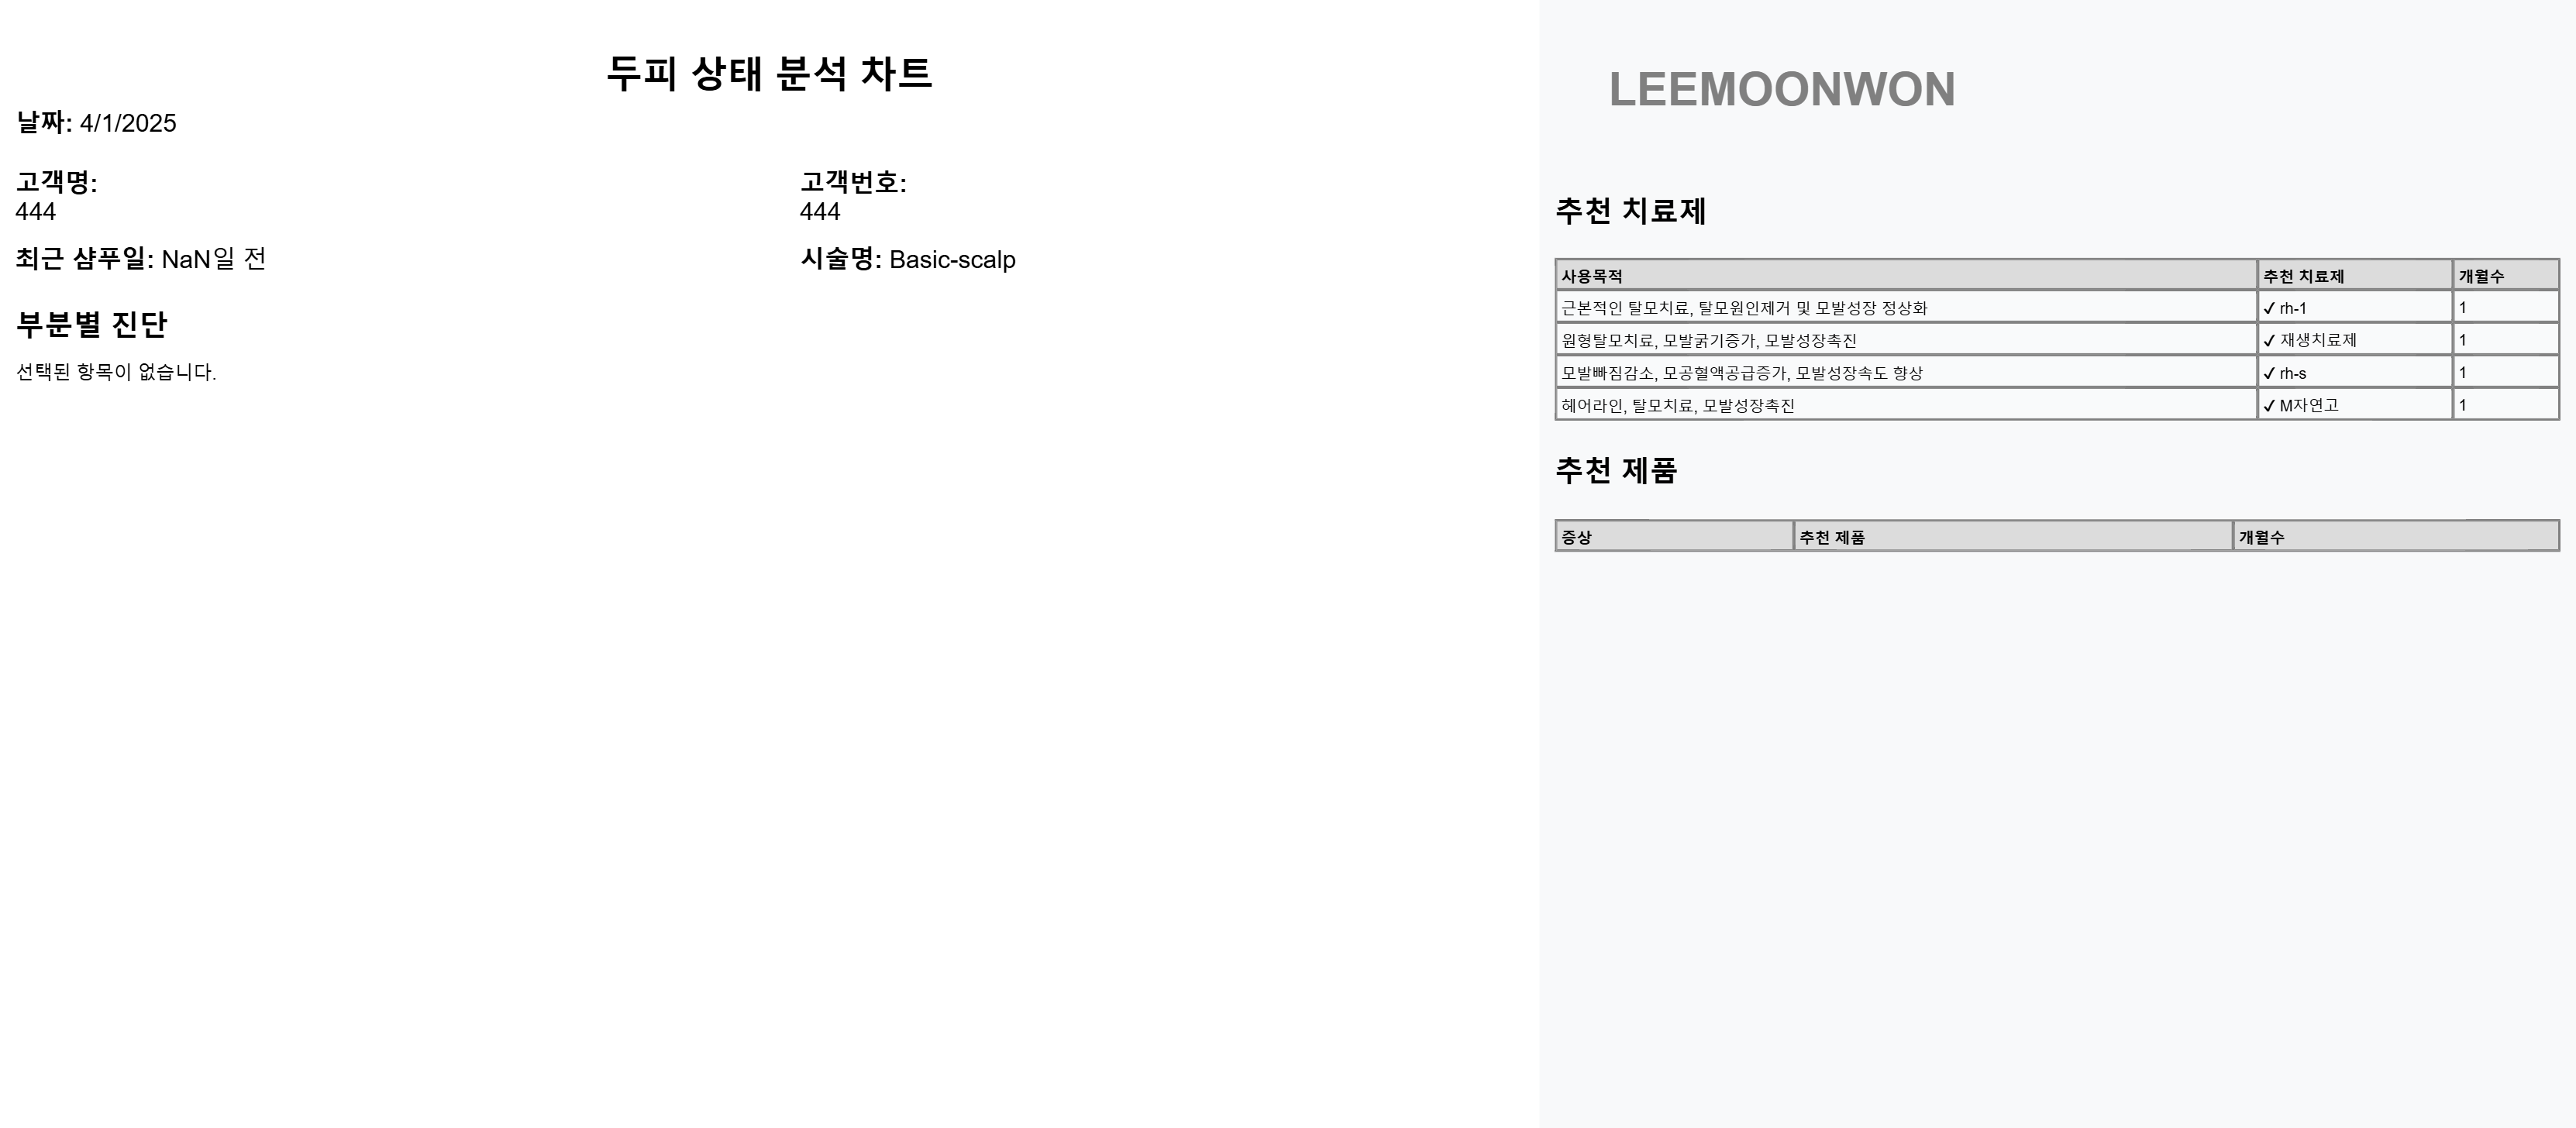 두피 상태 분석 차트
날짜: 4/1/2025
고객명:
444
고객번호:
444
최근 샴푸일: NaN일 전
시술명: Basic-scalp
부분별 진단
선택된 항목이 없습니다.
LEEMOONWON
추천 치료제
사용목적 추천 치료제 개월수
근본적인 탈모치료, 탈모원인제거 및 모발성장 정상화 ✓ rh-1 1
원형탈모치료, 모발굵기증가, 모발성장촉진 ✓ 재생치료제 1
모발빠짐감소, 모공혈액공급증가, 모발성장속도 향상 ✓ rh-s 1
헤어라인, 탈모치료, 모발성장촉진 ✓ M자연고 1
추천 제품
증상 추천 제품 개월수